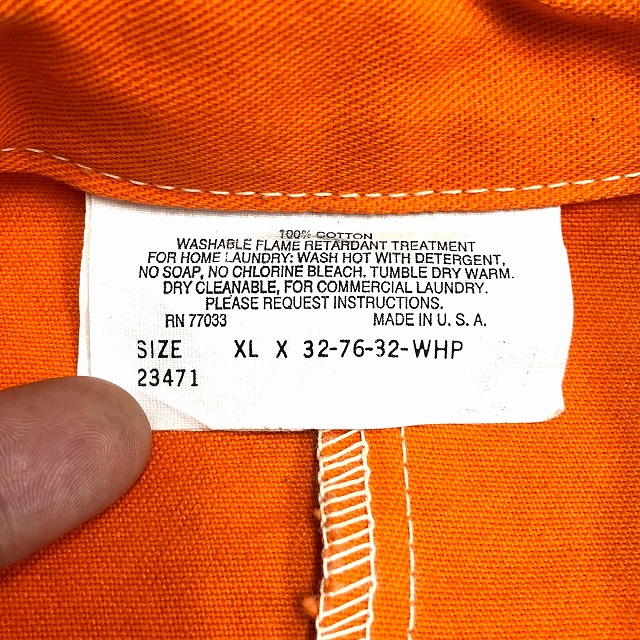 100% COTTON
WASHABLE FLAME RETARDANT TREATMENT
FOR HOME LAUNDRY: WASH HOT WITH DETERGENT,
NO SOAP, NO CHLORINE BLEACH. TUMBLE DRY WARM.
DRY CLEANABLE, FOR COMMERCIAL LAUNDRY.
PLEASE REQUEST INSTRUCTIONS.
RN 77033 MADE IN U. S. A.
SIZE XL X 32-76-32-WHP
23471